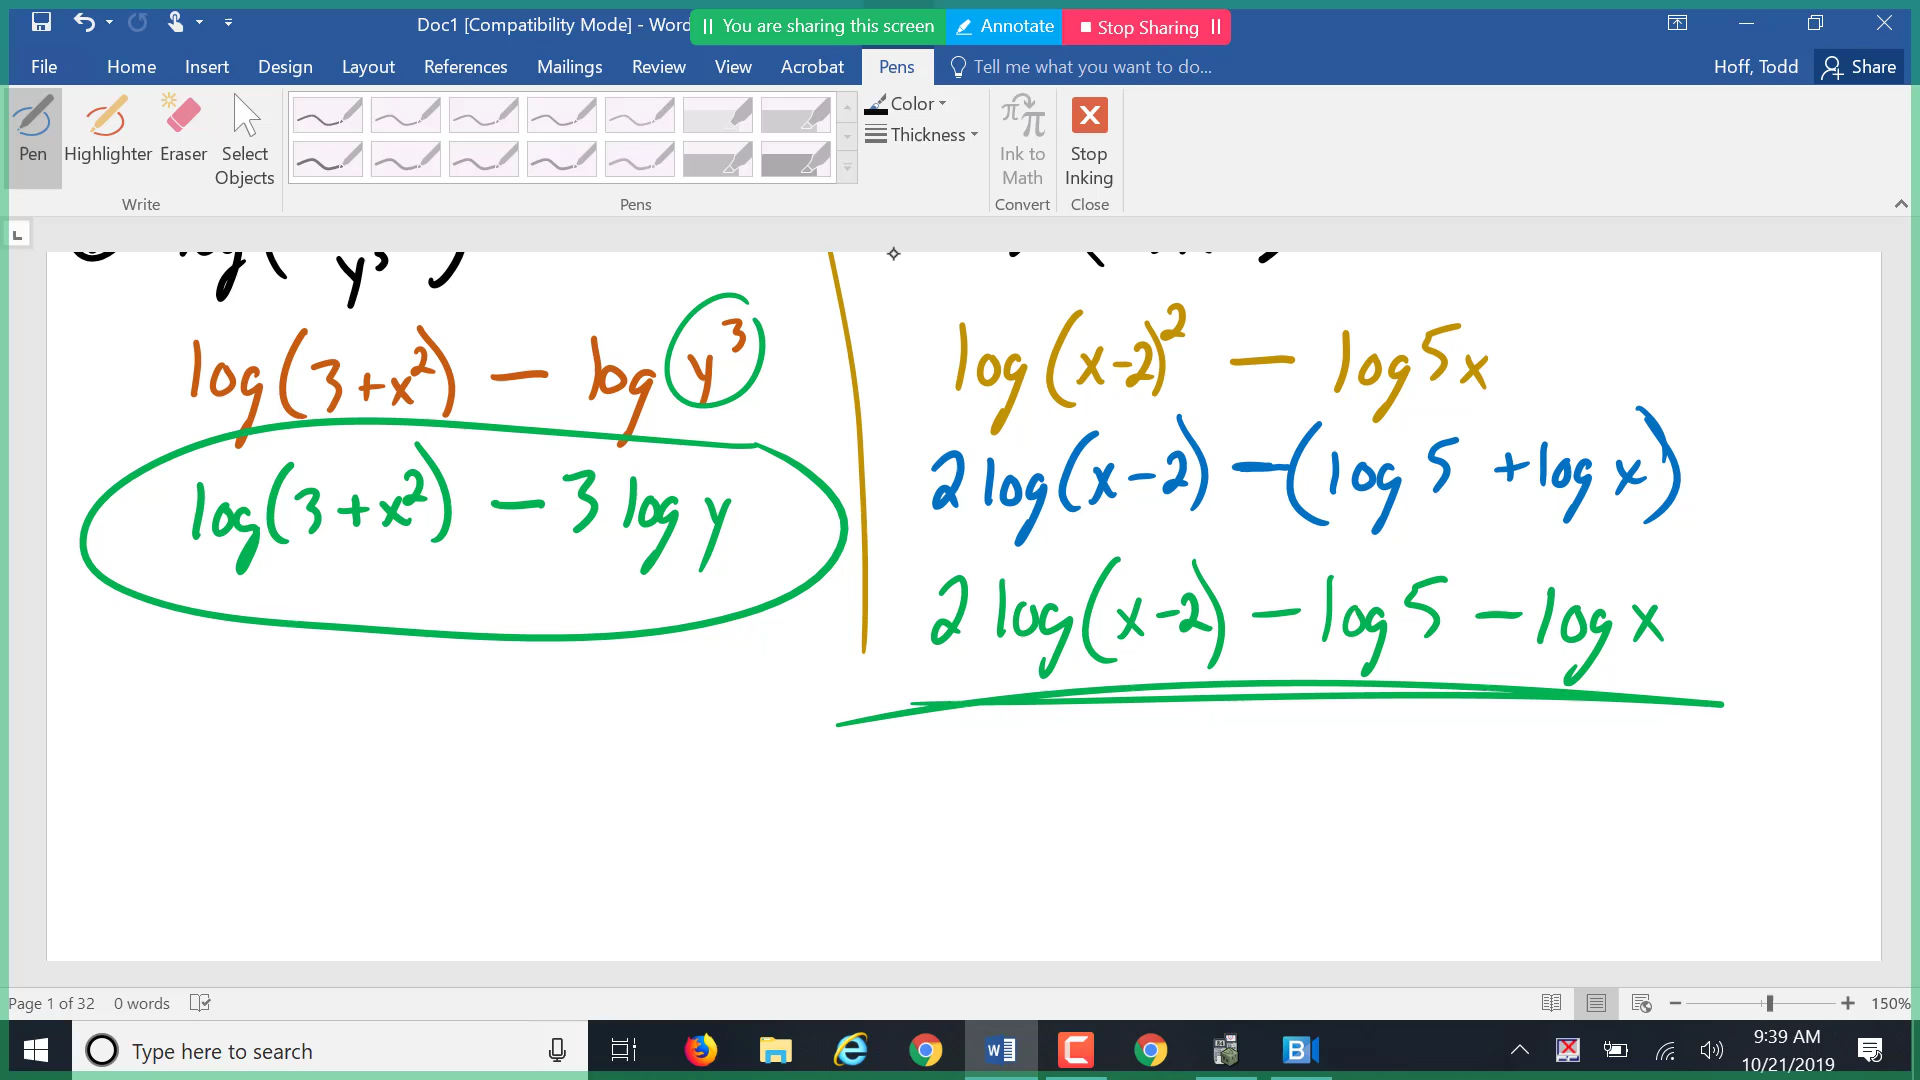 Doc1 [Compatibility Mode] - Word
You are sharing this screen
Annotate
Stop Sharing
File Home Insert Design Layout References Mailings Review View Acrobat Pens Tell me what you want to do...
Hoff, Todd Share
Pen Highlighter Eraser Select Objects
Color
Thickness
Ink to Math
Stop Inking
Write Pens Convert Close
log(
y³ )
log(3+x²) — log y³
log(3+x²) — 3 log y
log(x-2)² — log 5x
2 log(x-2) —(log 5 + log x)
2 log(x-2) — log 5 — log x
Page 1 of 32 0 words
150%
Type here to search
9:39 AM
10/21/2019